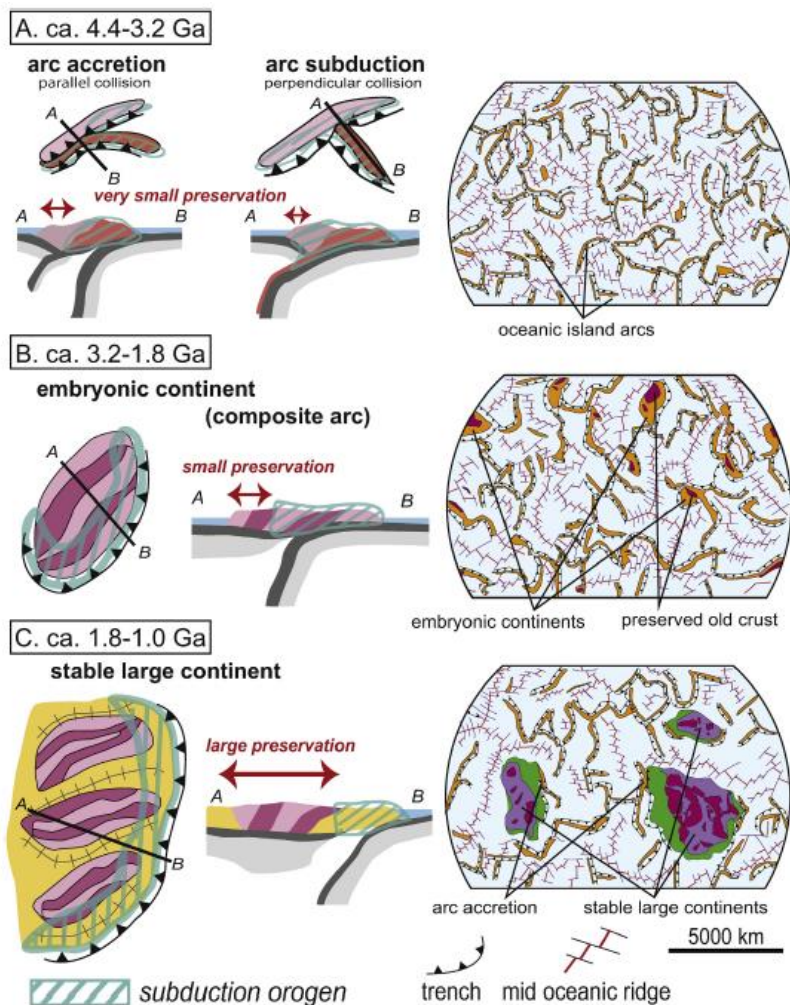 A. ca. 4.4-3.2 Ga
arc accretion
parallel collision
arc subduction
perpendicular collision
A
B
A
B
very small preservation
A
B
A
B
oceanic island arcs
B. ca. 3.2-1.8 Ga
embryonic continent
(composite arc)
A
B
small preservation
A
B
embryonic continents
preserved old crust
C. ca. 1.8-1.0 Ga
stable large continent
A
B
large preservation
A
B
arc accretion
stable large continents
subduction orogen
trench
mid oceanic ridge
5000 km